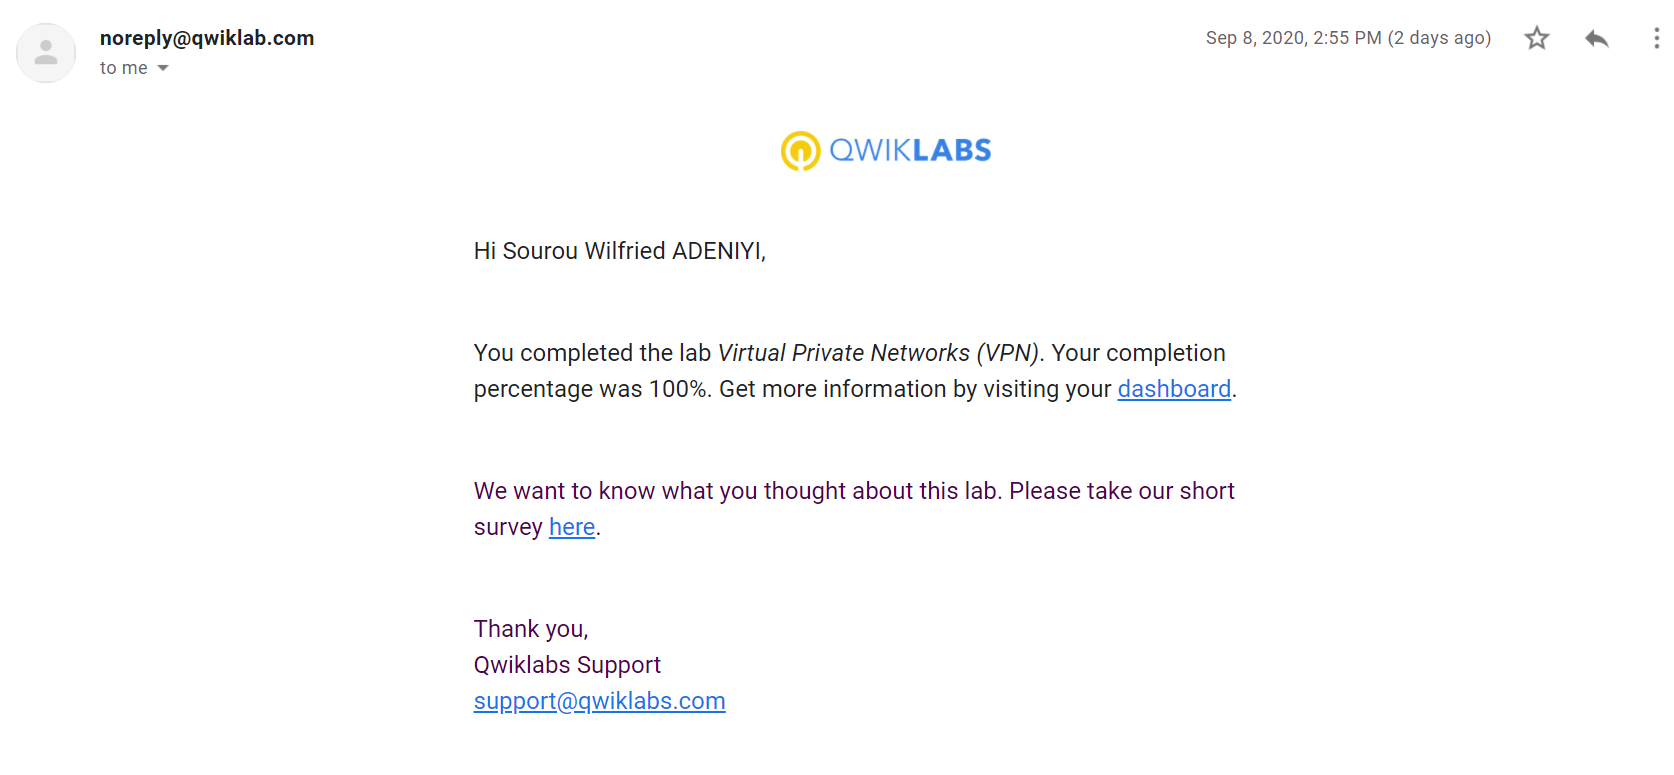 noreply@qwiklab.com
Sep 8, 2020, 2:55 PM (2 days ago)
to me
QWIKLABS
Hi Sourou Wilfried ADENIYI,
You completed the lab Virtual Private Networks (VPN). Your completion
percentage was 100%. Get more information by visiting your dashboard.
We want to know what you thought about this lab. Please take our short
survey here.
Thank you,
Qwiklabs Support
support@qwiklabs.com